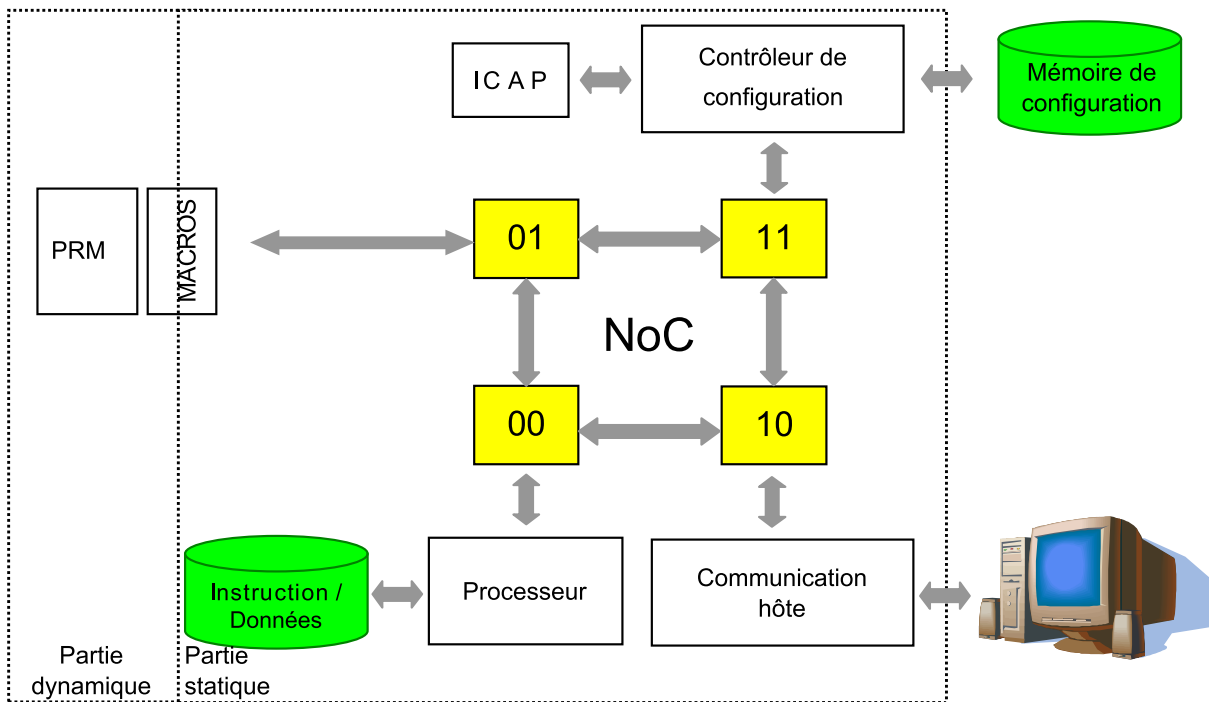 ICAP
Contrôleur de
configuration
Mémoire de
configuration
PRM
MACROS
01
11
NoC
00
10
Instruction /
Données
Processeur
Communication
hôte
Partie
dynamique
Partie
statique